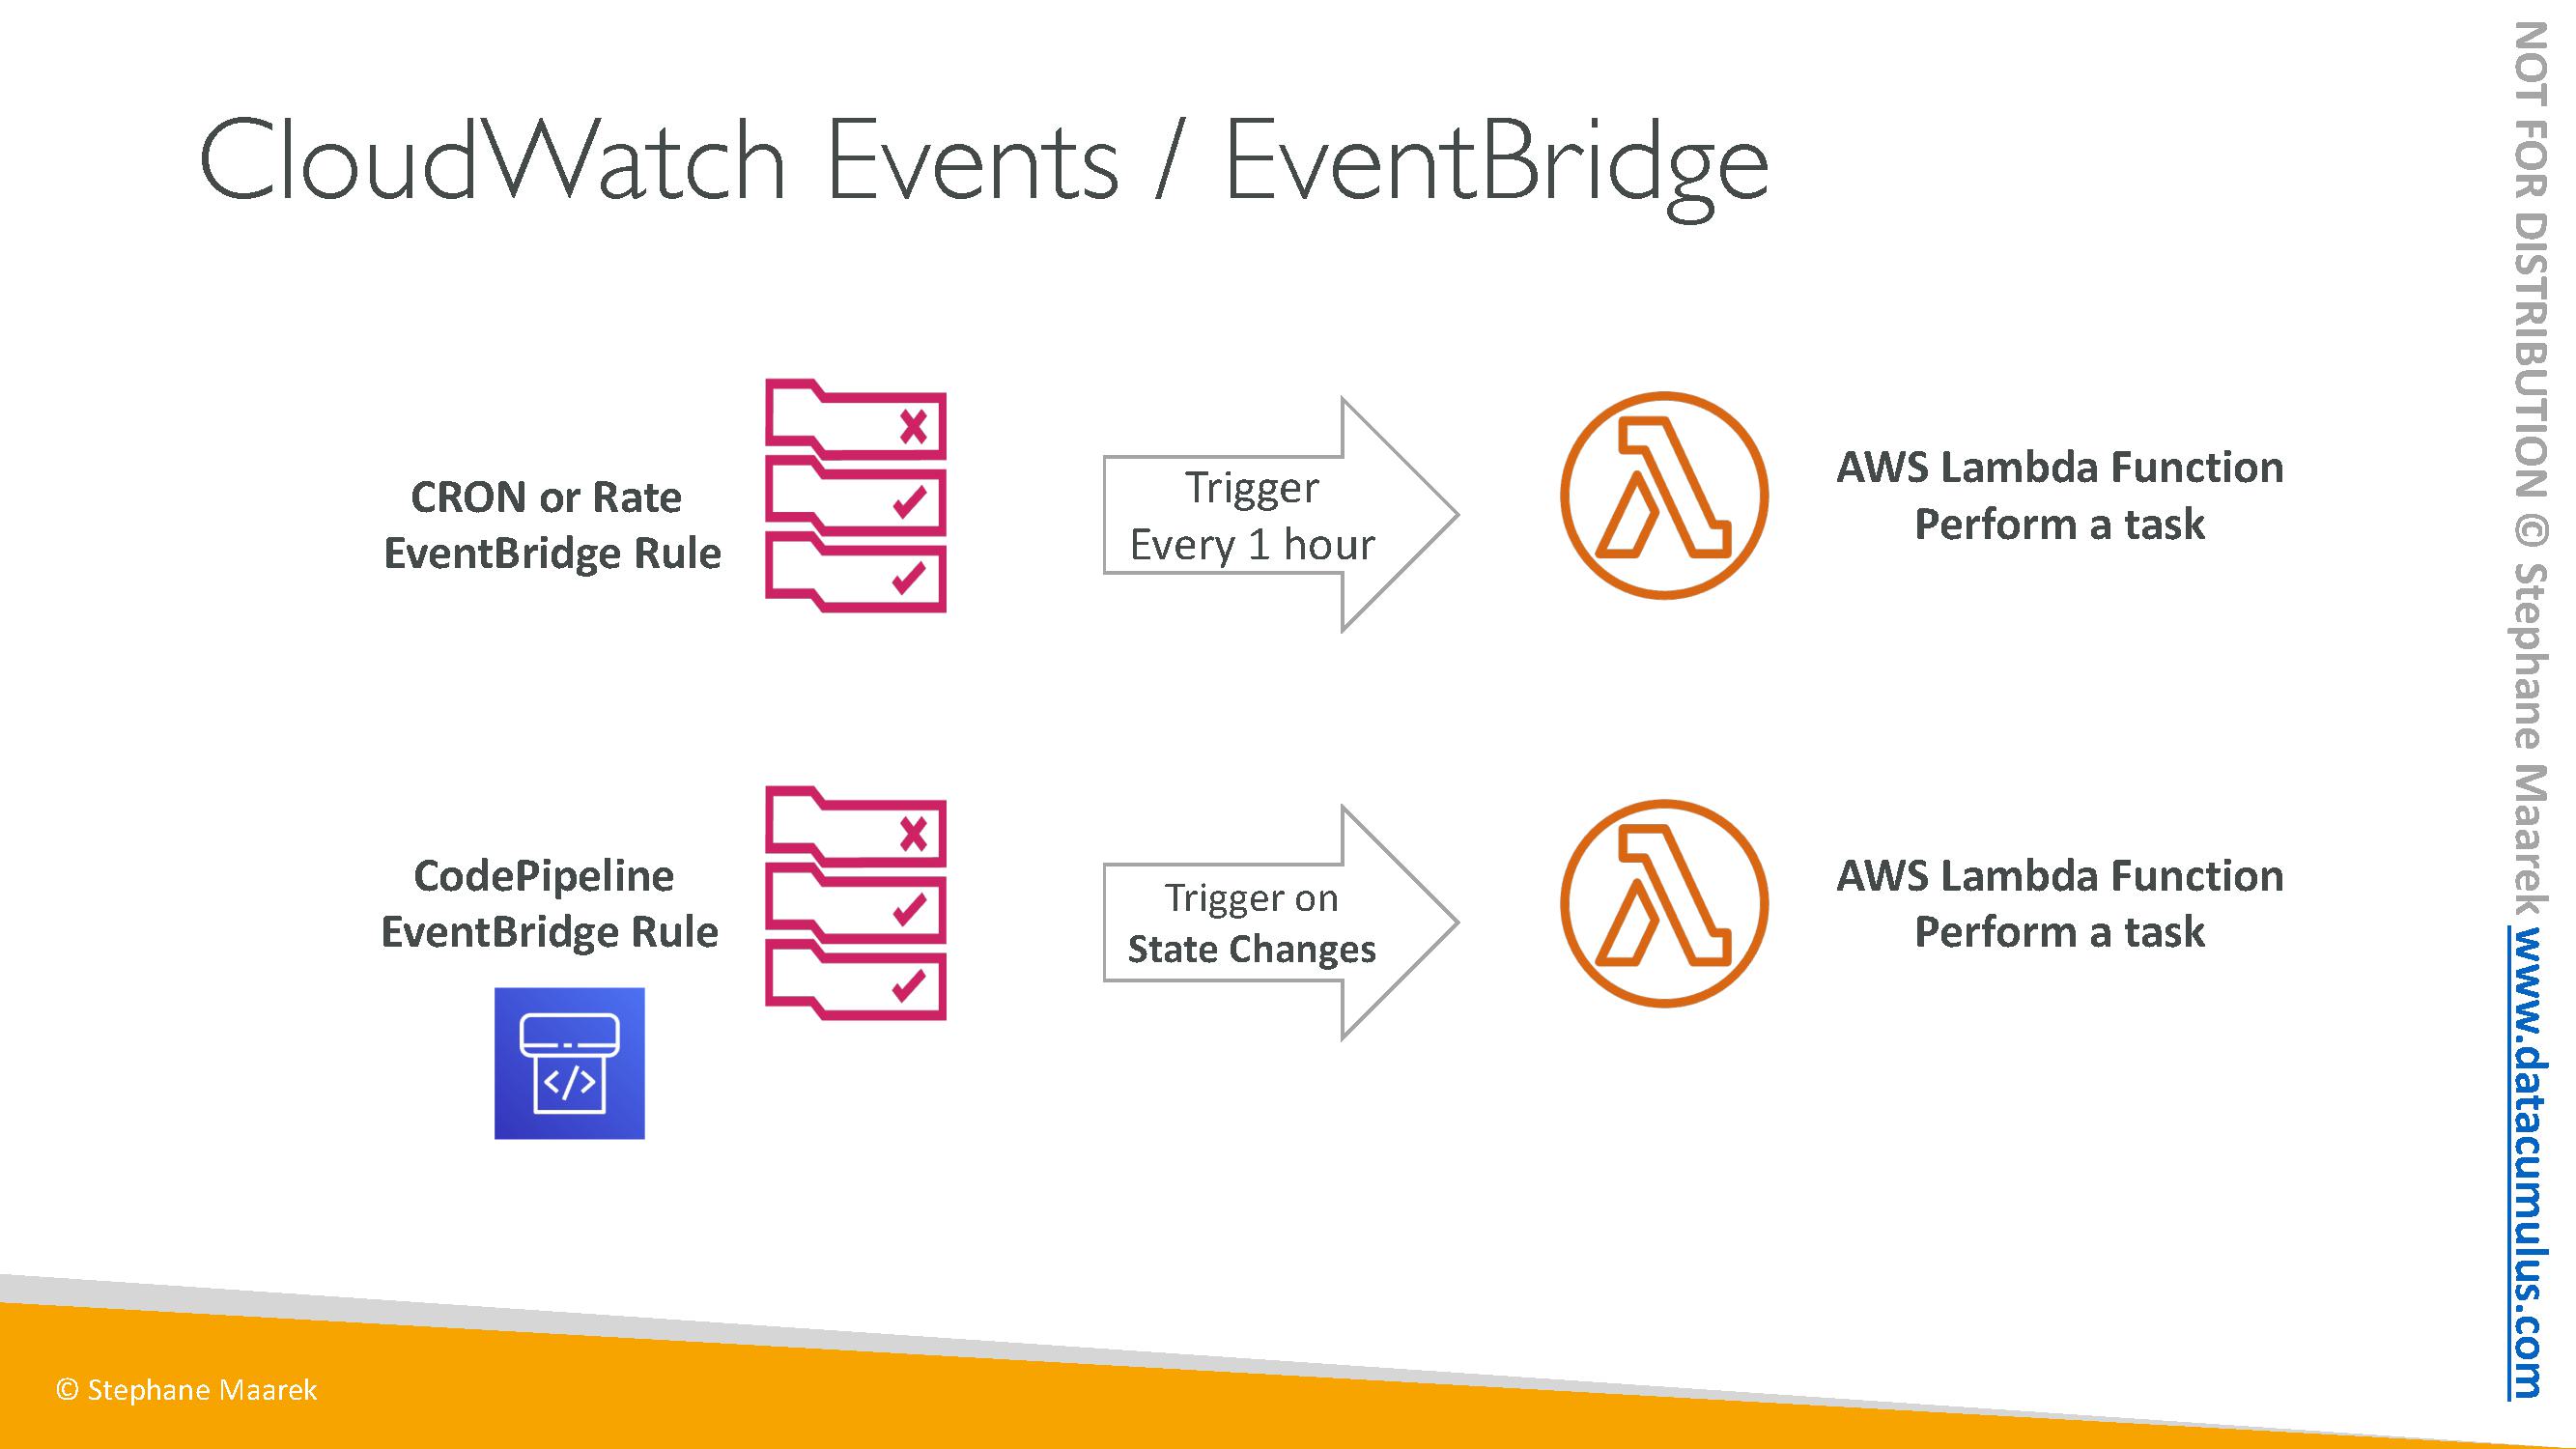 CloudWatch Events / EventBridge
CRON or Rate
EventBridge Rule
Trigger
Every 1 hour
AWS Lambda Function
Perform a task
CodePipeline
EventBridge Rule
</>
Trigger on
State Changes
AWS Lambda Function
Perform a task
© Stephane Maarek
NOT FOR DISTRIBUTION © Stephane Maarek www.datacumulus.com